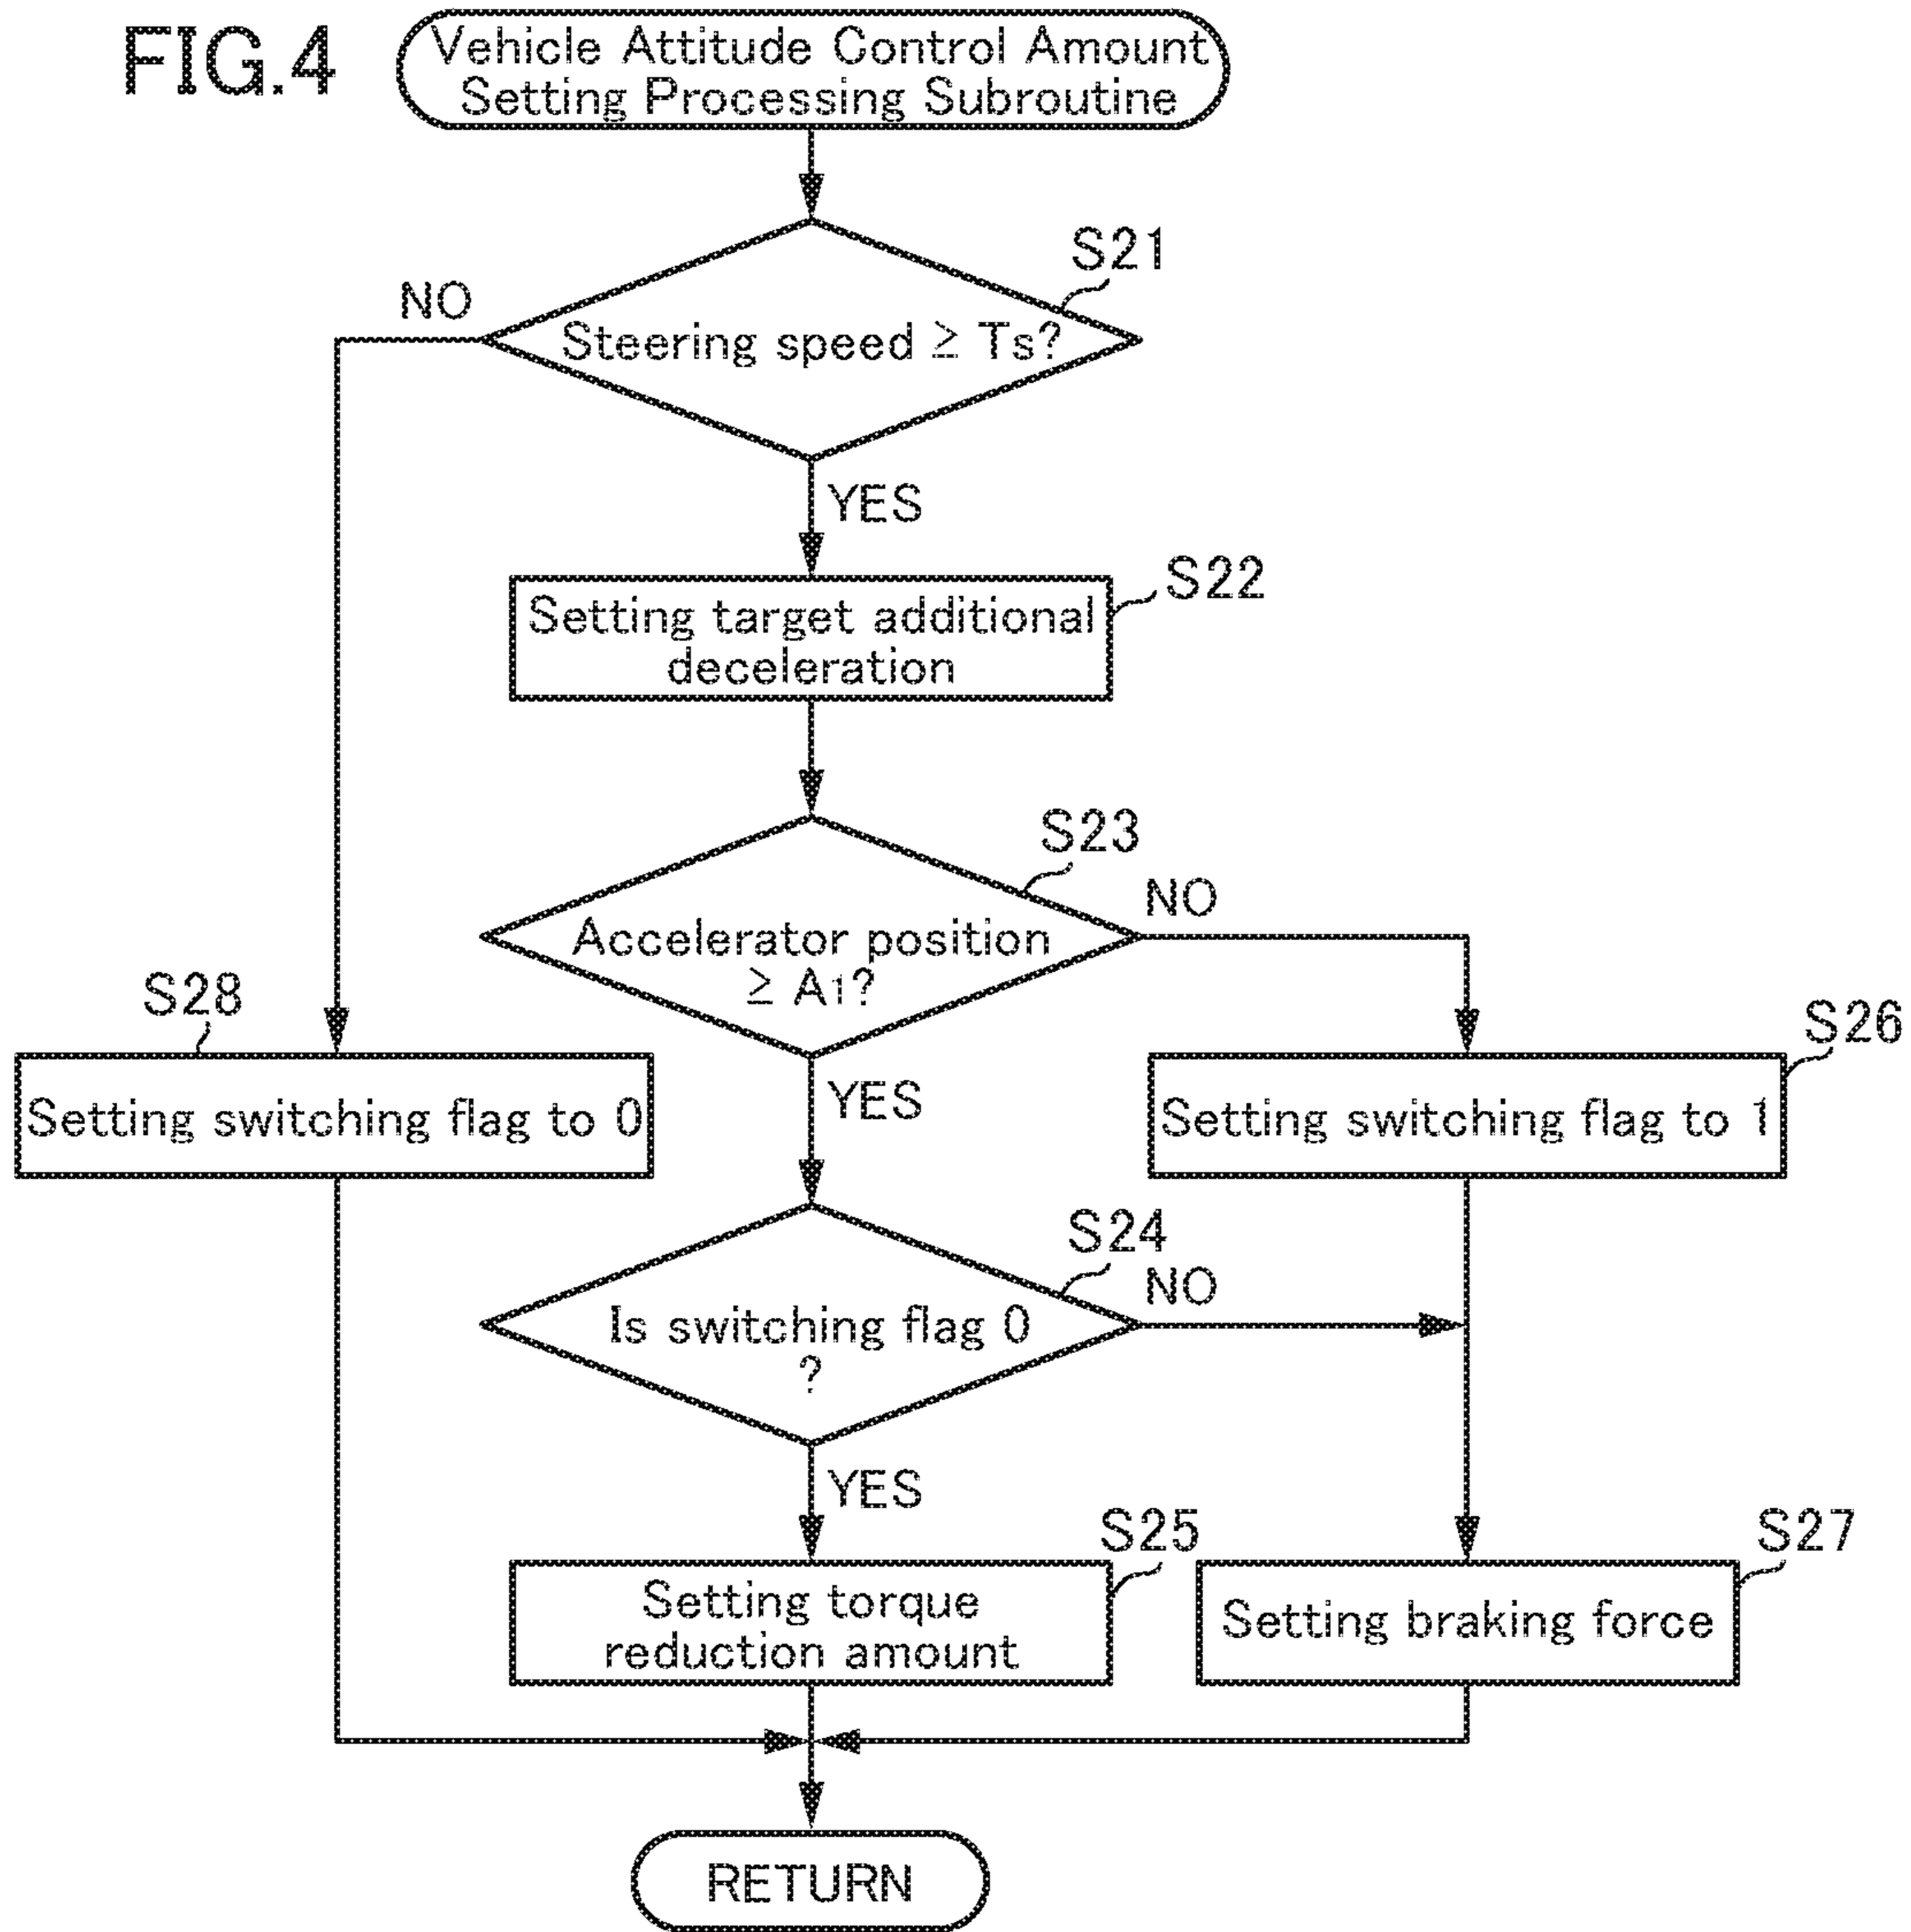 FIG.4
Vehicle Attitude Control Amount
Setting Processing Subroutine
S21
NO
Steering speed ≥ Ts?
YES
S22
Setting target additional
deceleration
S23
NO
Accelerator position
≥ A1?
S28
S26
YES
Setting switching flag to 0
Setting switching flag to 1
S24
NO
Is switching flag 0
?
YES
S25
S27
Setting torque
reduction amount
Setting braking force
RETURN